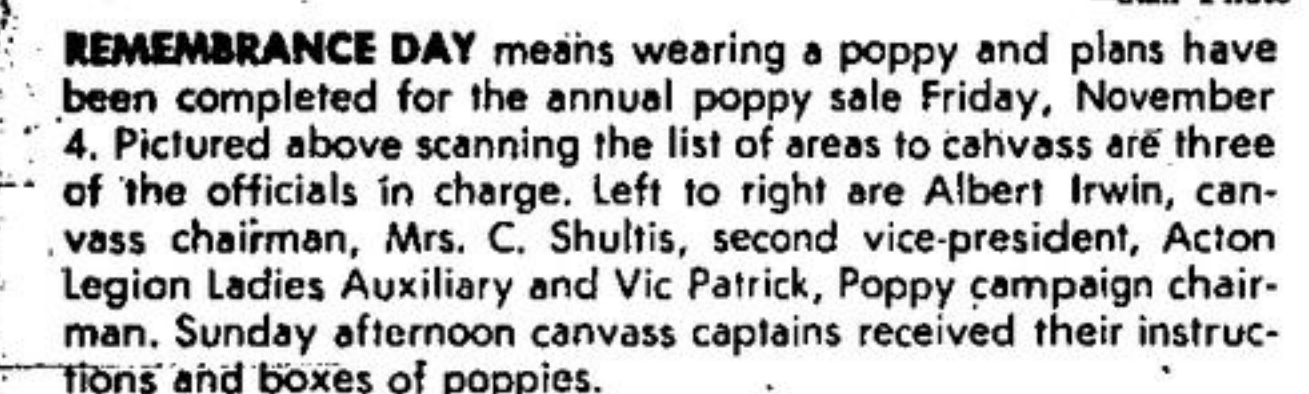 REMEMBRANCE DAY means wearing a poppy and plans have
been completed for the annual poppy sale Friday, November
4. Pictured above scanning the list of areas to canvass are three
of the officials in charge. Left to right are Albert Irwin, can-
vass chairman, Mrs. C. Shultis, second vice-president, Acton
Legion Ladies Auxiliary and Vic Patrick, Poppy campaign chair-
man. Sunday afternoon canvass captains received their instruc-
tions and boxes of poppies.